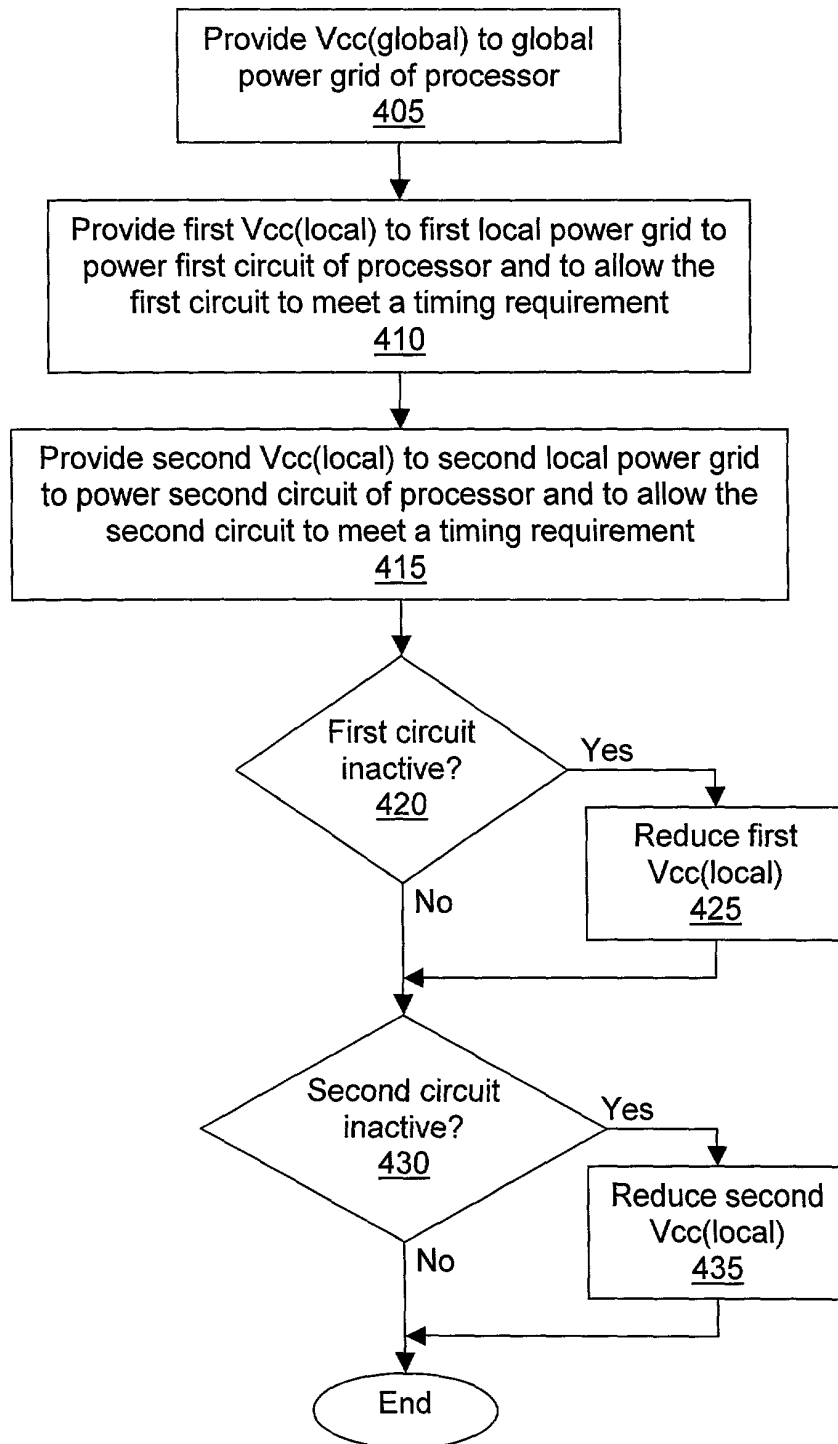 Provide Vcc(global) to global
power grid of processor
405
Provide first Vcc(local) to first local power grid to
power first circuit of processor and to allow the
first circuit to meet a timing requirement
410
Provide second Vcc(local) to second local power grid
to power second circuit of processor and to allow the
second circuit to meet a timing requirement
415
First circuit
inactive?
420
Yes
Reduce first
Vcc(local)
425
No
Second circuit
inactive?
430
Yes
Reduce second
Vcc(local)
435
No
End